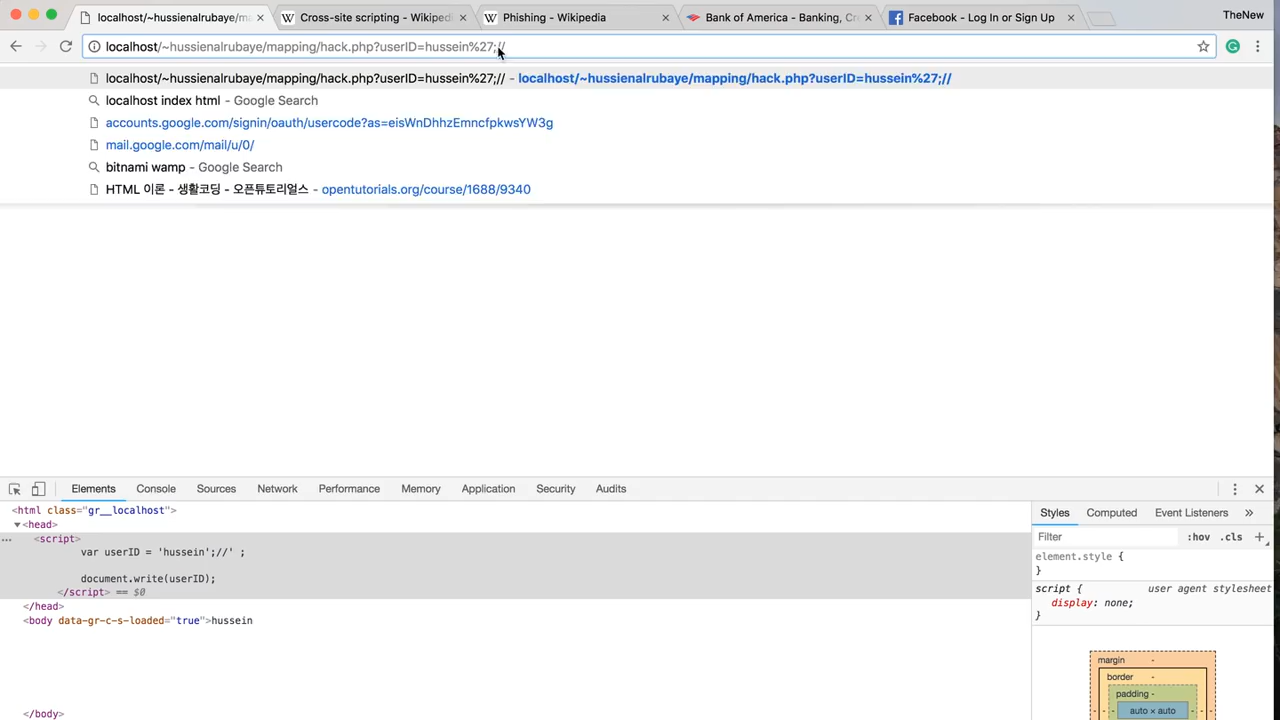 localhost/~hussienalrubaye/ma
Cross-site scripting - Wikiped
Phishing - Wikipedia
Bank of America - Banking, Cr
Facebook - Log In or Sign Up
TheNew
localhost/~hussienalrubaye/mapping/hack.php?userID=hussein%27;//
localhost/~hussienalrubaye/mapping/hack.php?userID=hussein%27;// - localhost/~hussienalrubaye/mapping/hack.php?userID=hussein%27;//
localhost index html - Google Search
accounts.google.com/signin/oauth/usercode?as=eisWnDhhzEmncfpkwsYW3g
mail.google.com/mail/u/0/
bitnami wamp - Google Search
HTML 이론 - 생활코딩 - 오픈튜토리얼스 - opentutorials.org/course/1688/9340
Elements Console Sources Network Performance Memory Application Security Audits
<html class="gr__localhost">
<head>
<script>
var userID = 'hussein';//' ;
document.write(userID);
</script> == $0
</head>
<body data-gr-c-s-loaded="true">hussein
</body>
Styles Computed Event Listeners »
Filter :hov .cls +
element.style {
}
script { user agent stylesheet
display: none;
}
margin -
border -
padding -
- - - auto × auto - - -